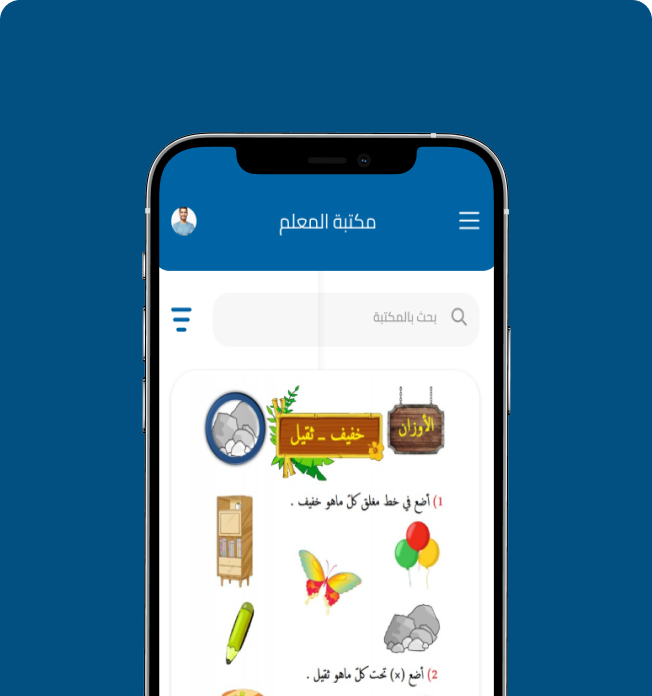 مكتبة المعلم
بحث بالمكتبة
الأوزان
خفيف - ثقيل
1) أضع في خط مغلق كلّ ماهو خفيف .
2) أضع (×) تحت كلّ ماهو ثقيل .